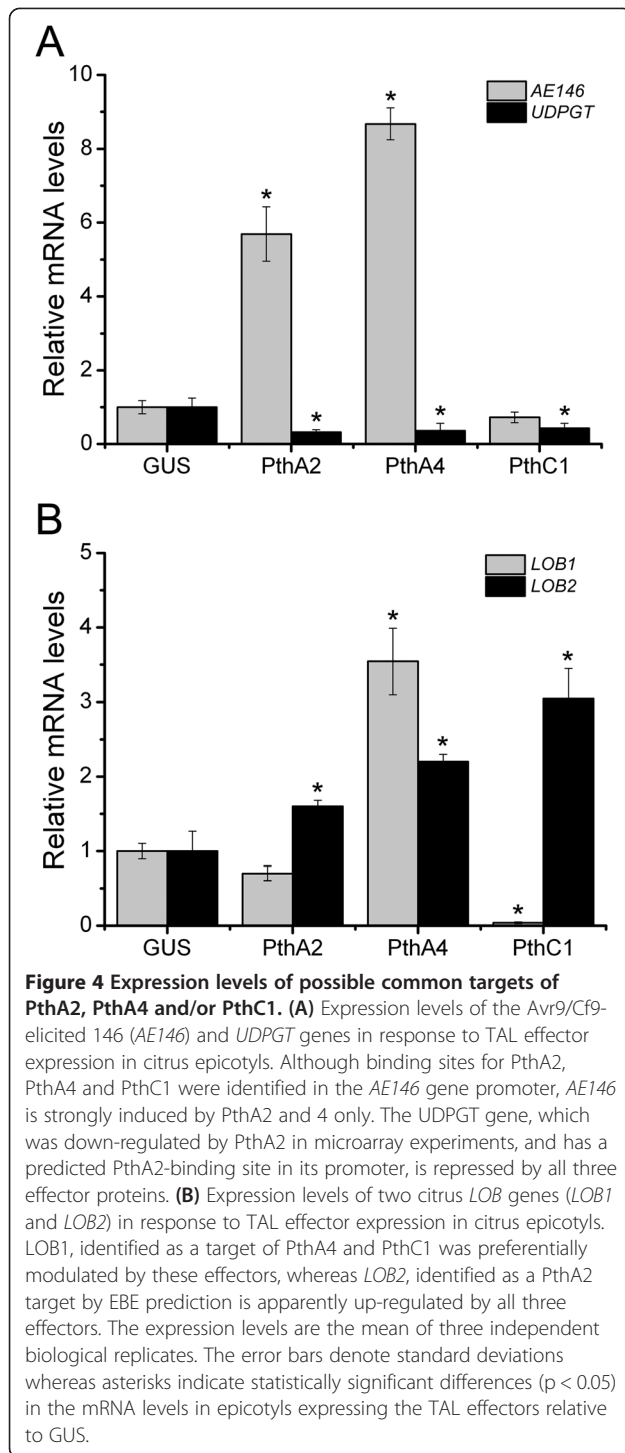 A
Relative mRNA levels
10
8
6
4
2
0
AE146
UDPGT
*
*
*
*
*
GUS
PthA2
PthA4
PthC1
B
Relative mRNA levels
5
4
3
2
1
0
LOB1
LOB2
*
*
*
*
*
GUS
PthA2
PthA4
PthC1
Figure 4 Expression levels of possible common targets of
PthA2, PthA4 and/or PthC1. (A) Expression levels of the Avr9/Cf9-
elicited 146 (AE146) and UDPGT genes in response to TAL effector
expression in citrus epicotyls. Although binding sites for PthA2,
PthA4 and PthC1 were identified in the AE146 gene promoter, AE146
is strongly induced by PthA2 and 4 only. The UDPGT gene, which
was down-regulated by PthA2 in microarray experiments, and has a
predicted PthA2-binding site in its promoter, is repressed by all three
effector proteins. (B) Expression levels of two citrus LOB genes (LOB1
and LOB2) in response to TAL effector expression in citrus epicotyls.
LOB1, identified as a target of PthA4 and PthC1 was preferentially
modulated by these effectors, whereas LOB2, identified as a PthA2
target by EBE prediction is apparently up-regulated by all three
effectors. The expression levels are the mean of three independent
biological replicates. The error bars denote standard deviations
whereas asterisks indicate statistically significant differences (p < 0.05)
in the mRNA levels in epicotyls expressing the TAL effectors relative
to GUS.